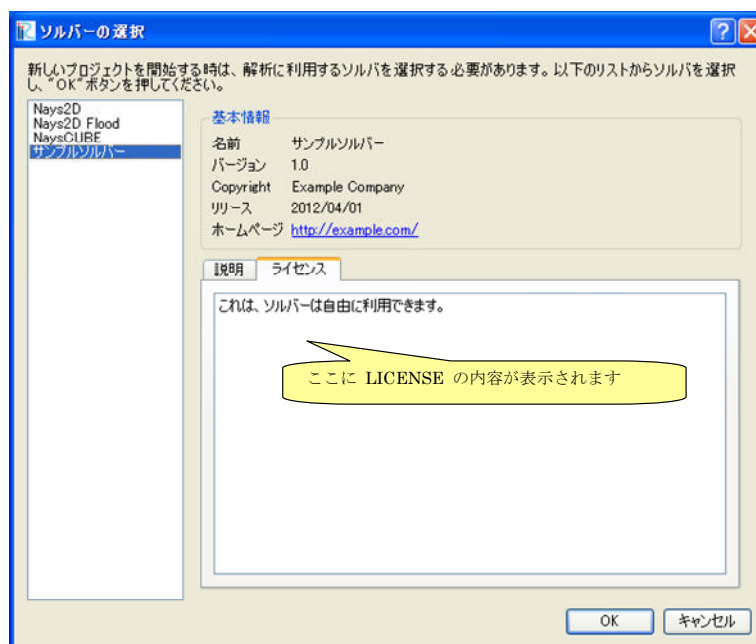 ソルバーの選択
新しいプロジェクトを開始する時は、解析に利用するソルバを選択する必要があります。以下のリストからソルバを選択
し、"OK"ボタンを押してください。
Nays2D
Nays2D Flood
NaysCUBE
サンプルソルバー
基本情報
名前 サンプルソルバー
バージョン 1.0
Copyright Example Company
リリース 2012/04/01
ホームページ http://example.com/
説明 ライセンス
これは、ソルバーは自由に利用できます。
ここに LICENSE の内容が表示されます
OK キャンセル